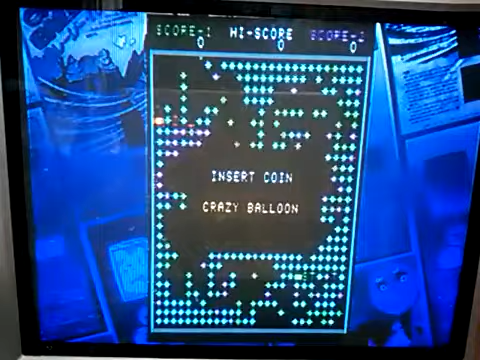 SCORE-1 HI-SCORE SCORE-2
0 0 0
INSERT COIN
CRAZY BALLOON